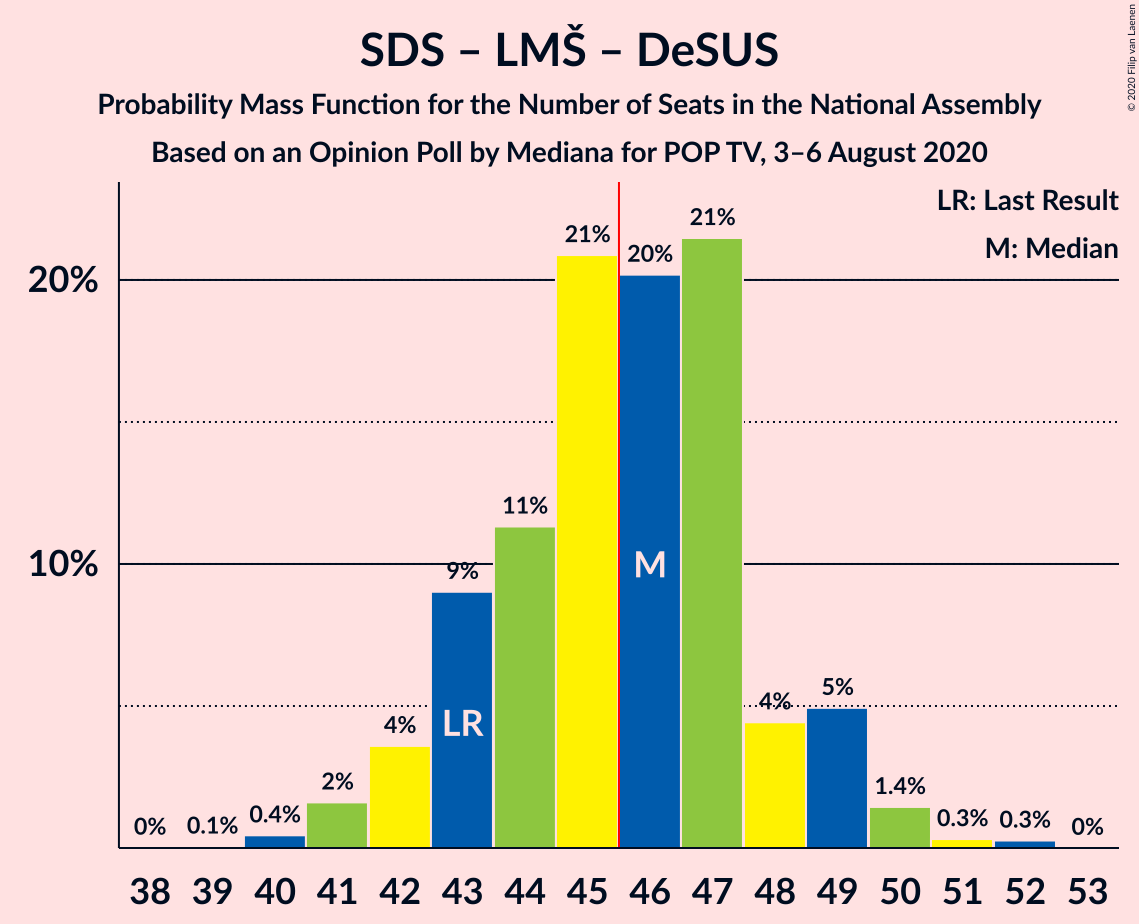 SDS – LMŠ – DeSUS
Probability Mass Function for the Number of Seats in the National Assembly
Based on an Opinion Poll by Mediana for POP TV, 3–6 August 2020
© 2020 Filip van Laenen
LR: Last Result
M: Median
20%
10%
0%
0.1%
0.4%
2%
4%
9%
11%
21%
20%
21%
4%
5%
1.4%
0.3%
0.3%
0%
LR
M
38 39 40 41 42 43 44 45 46 47 48 49 50 51 52 53